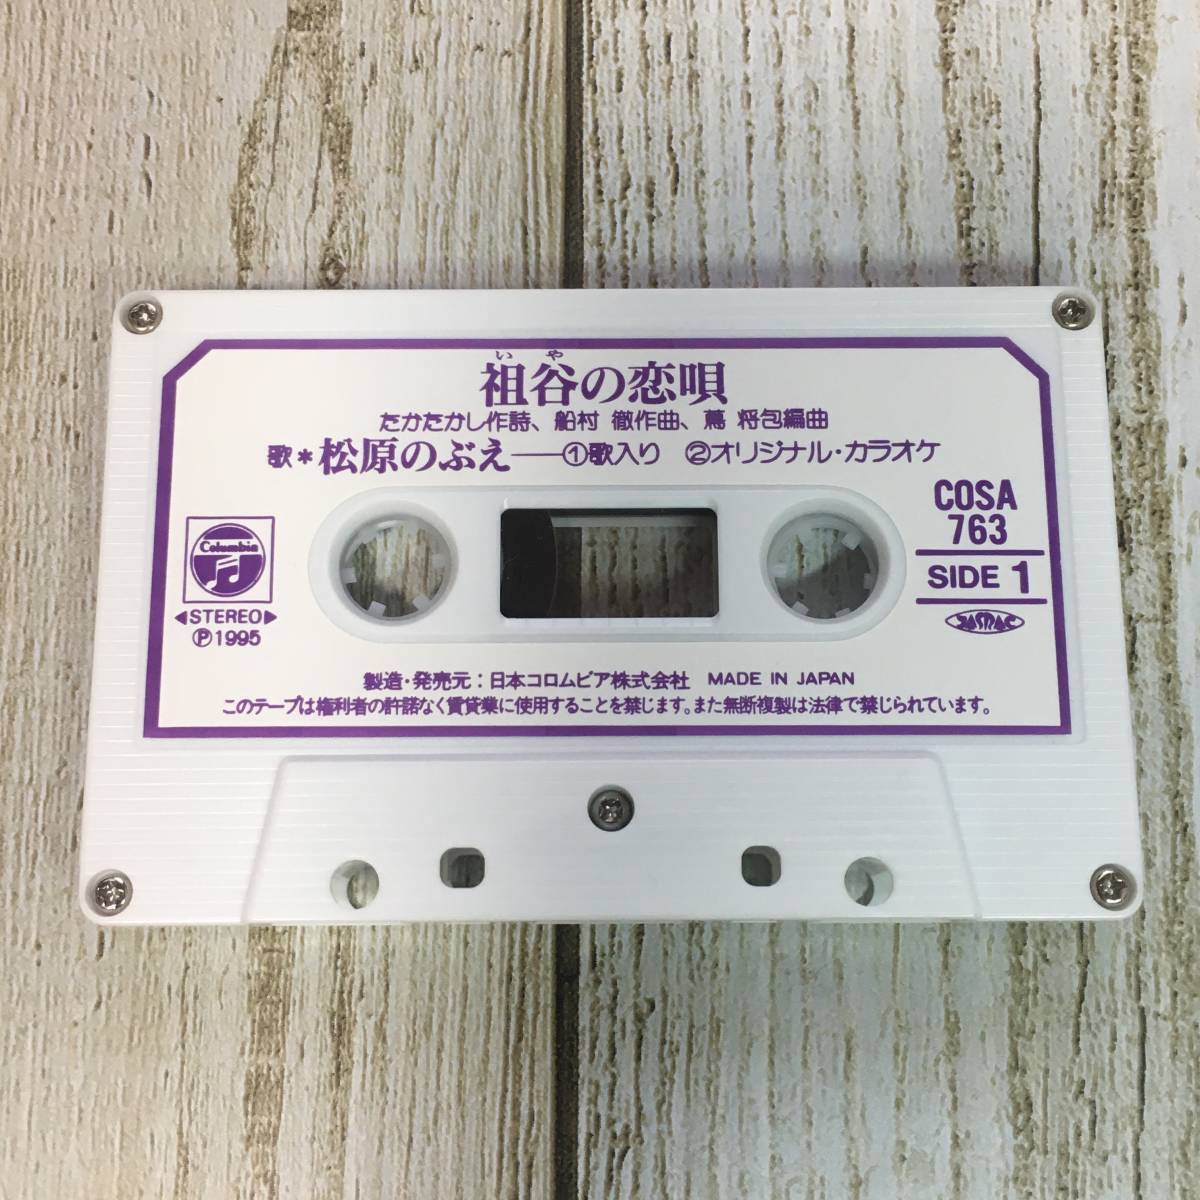 いや
祖谷の恋唄
たかたかし作詩、船村 徹作曲、蔦 将包編曲
歌*松原のぶえ——①歌入り ②オリジナル・カラオケ
COSA
763
SIDE 1
JASRAC
Columbia
◀STEREO▶
Ⓟ1995
製造・発売元:日本コロムビア株式会社 MADE IN JAPAN
このテープは権利者の許諾なく賃貸業に使用することを禁じます。また無断複製は法律で禁じられています。